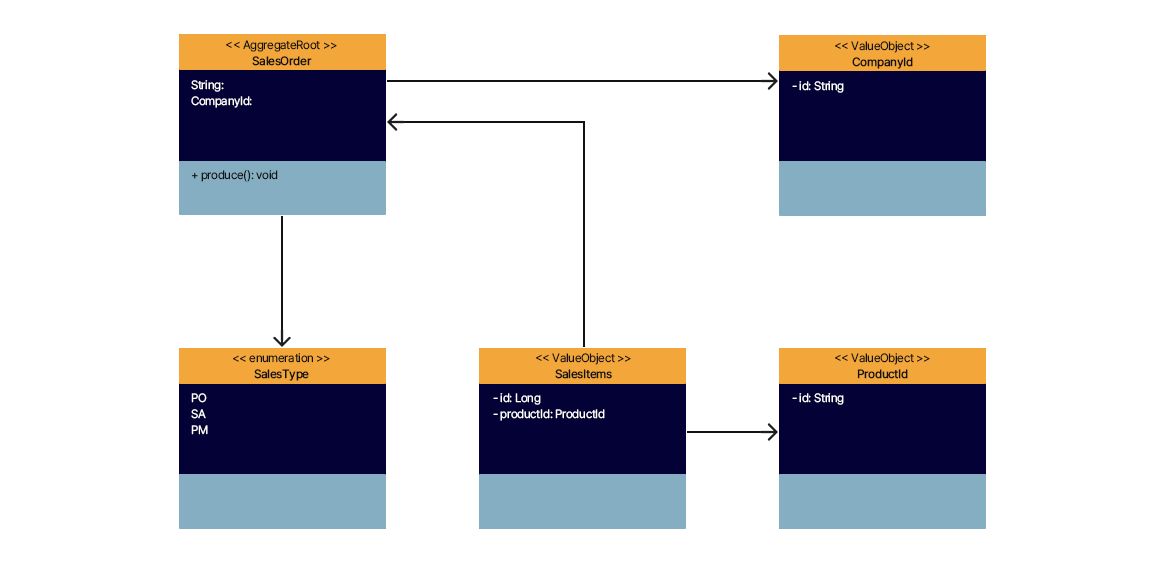 << AggregateRoot >>
SalesOrder
String:
CompanyId:
+ produce(): void
<< ValueObject >>
CompanyId
- id: String
<< enumeration >>
SalesType
PO
SA
PM
<< ValueObject >>
SalesItems
- id: Long
- productId: ProductId
<< ValueObject >>
ProductId
- id: String